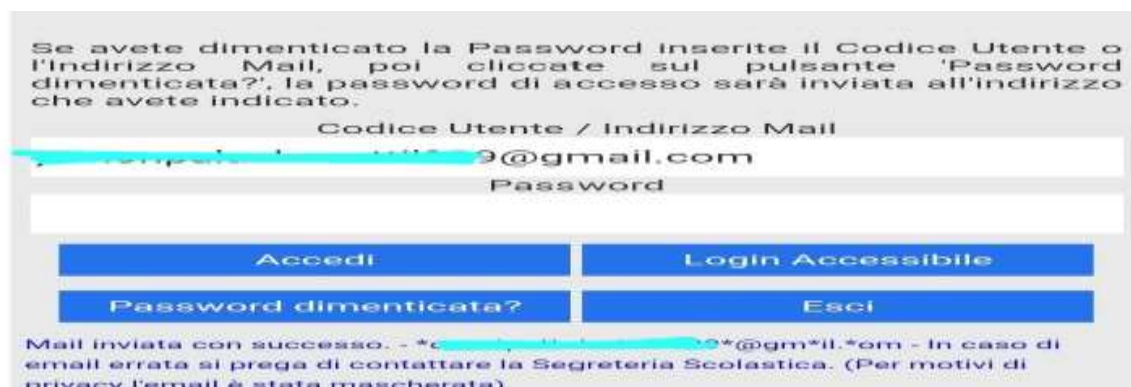 Se avete dimenticato la Password inserite il Codice Utente o
l'Indirizzo Mail, poi cliccate sul pulsante 'Password
dimenticata?', la password di accesso sarà inviata all'indirizzo
che avete indicato.
Codice Utente / Indirizzo Mail
9@gmail.com
Password
Accedi Login Accessibile
Password dimenticata? Esci
Mail inviata con successo. - *@gm*il.*om - In caso di
email errata si prega di contattare la Segreteria Scolastica. (Per motivi di
privacy l'email è stata mascherata)